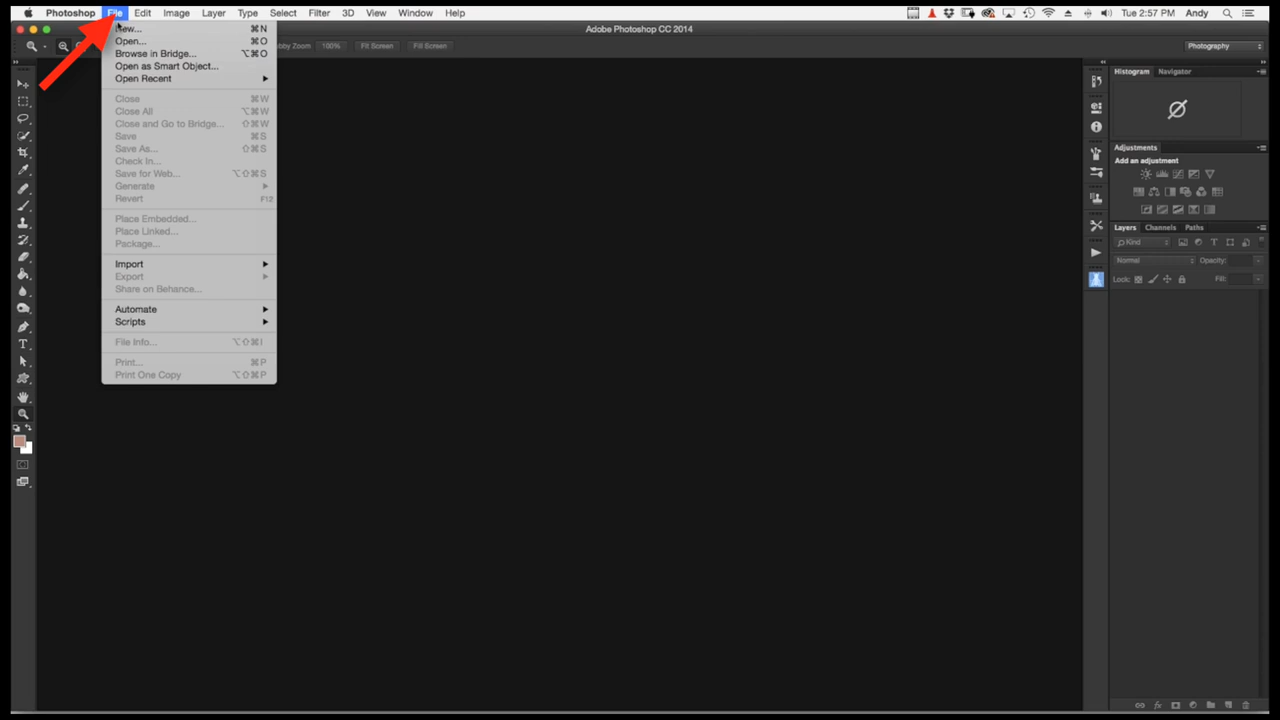 Photoshop File Edit Image Layer Type Select Filter 3D View Window Help Tue 2:57 PM Andy
Adobe Photoshop CC 2014
100% Fit Screen Fill Screen Photography
⌘N
Open... ⌘O
Browse in Bridge... ⌥⌘O
Open as Smart Object...
Open Recent
Close ⌘W
Close All ⌥⌘W
Close and Go to Bridge... ⇧⌘W
Save ⌘S
Save As... ⇧⌘S
Check In...
Save for Web... ⌥⇧⌘S
Generate
Revert F12
Place Embedded...
Place Linked...
Package...
Import
Export
Share on Behance...
Automate
Scripts
File Info... ⌥⇧⌘I
Print... ⌘P
Print One Copy ⌥⇧⌘P
Histogram Navigator
Adjustments
Add an adjustment
Layers Channels Paths
Kind
Normal Opacity:
Lock: Fill: